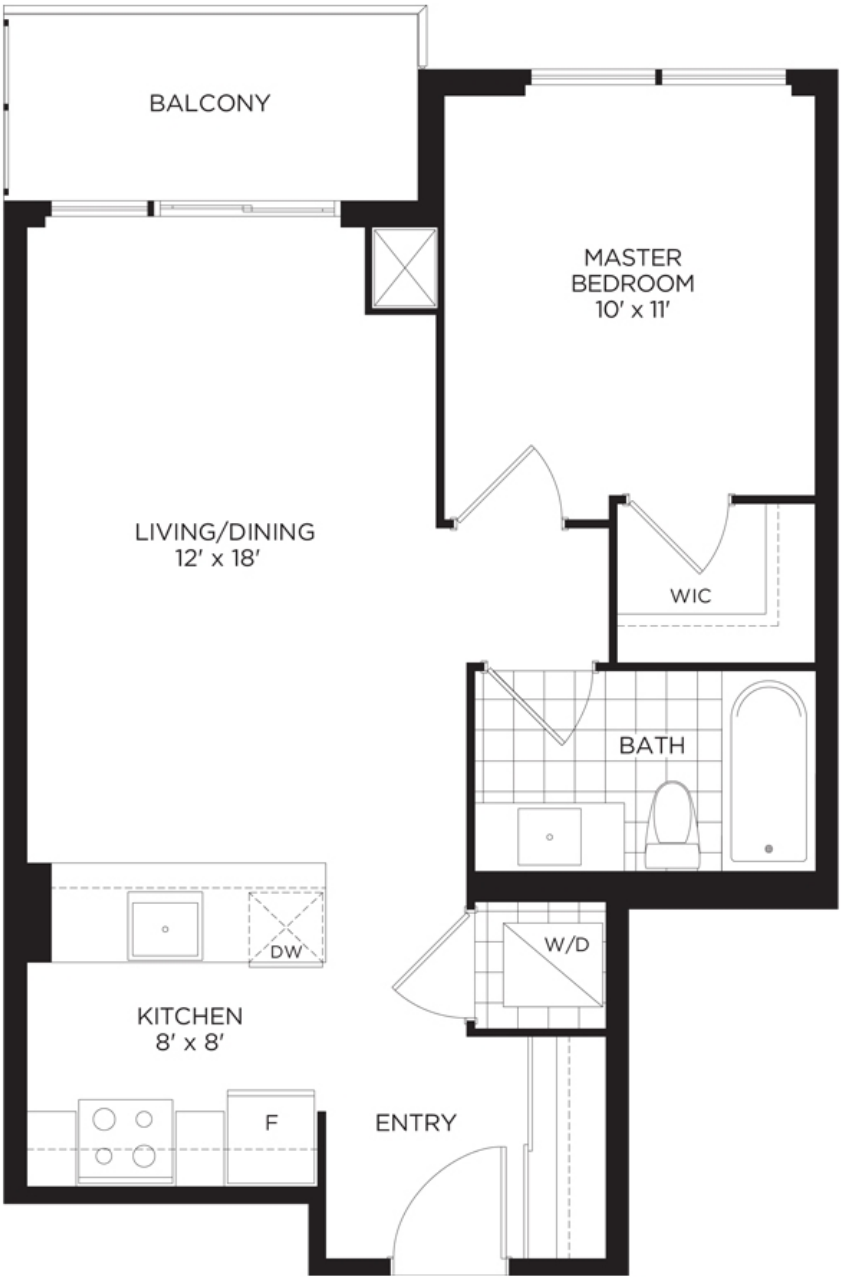 BALCONY
MASTER
BEDROOM
10' x 11'
LIVING/DINING
12' x 18'
WIC
BATH
W/D
DW
KITCHEN
8' x 8'
F
ENTRY